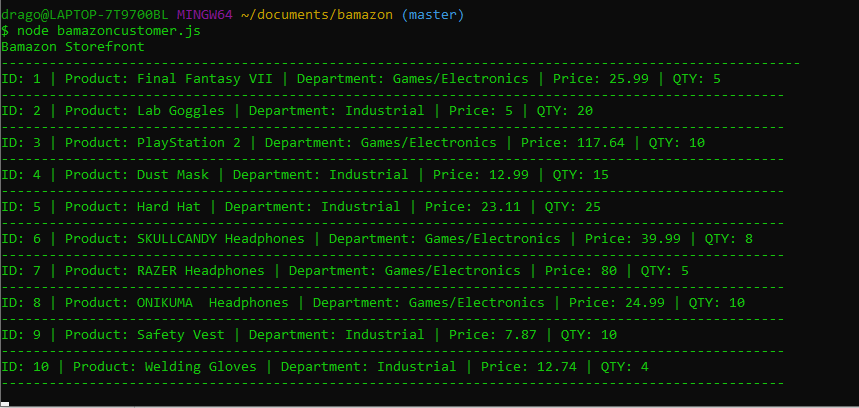 drago@LAPTOP-7T9700BL MINGW64 ~/documents/bamazon (master)
$ node bamazoncustomer.js
Bamazon Storefront
----------------------------------------------------------------------------------------------------
ID: 1 | Product: Final Fantasy VII | Department: Games/Electronics | Price: 25.99 | QTY: 5
--------------------------------------------------------------------------------------------------
ID: 2 | Product: Lab Goggles | Department: Industrial | Price: 5 | QTY: 20
--------------------------------------------------------------------------------------------------
ID: 3 | Product: PlayStation 2 | Department: Games/Electronics | Price: 117.64 | QTY: 10
--------------------------------------------------------------------------------------------------
ID: 4 | Product: Dust Mask | Department: Industrial | Price: 12.99 | QTY: 15
--------------------------------------------------------------------------------------------------
ID: 5 | Product: Hard Hat | Department: Industrial | Price: 23.11 | QTY: 25
--------------------------------------------------------------------------------------------------
ID: 6 | Product: SKULLCANDY Headphones | Department: Games/Electronics | Price: 39.99 | QTY: 8
--------------------------------------------------------------------------------------------------
ID: 7 | Product: RAZER Headphones | Department: Games/Electronics | Price: 80 | QTY: 5
--------------------------------------------------------------------------------------------------
ID: 8 | Product: ONIKUMA  Headphones | Department: Games/Electronics | Price: 24.99 | QTY: 10
--------------------------------------------------------------------------------------------------
ID: 9 | Product: Safety Vest | Department: Industrial | Price: 7.87 | QTY: 10
--------------------------------------------------------------------------------------------------
ID: 10 | Product: Welding Gloves | Department: Industrial | Price: 12.74 | QTY: 4
--------------------------------------------------------------------------------------------------